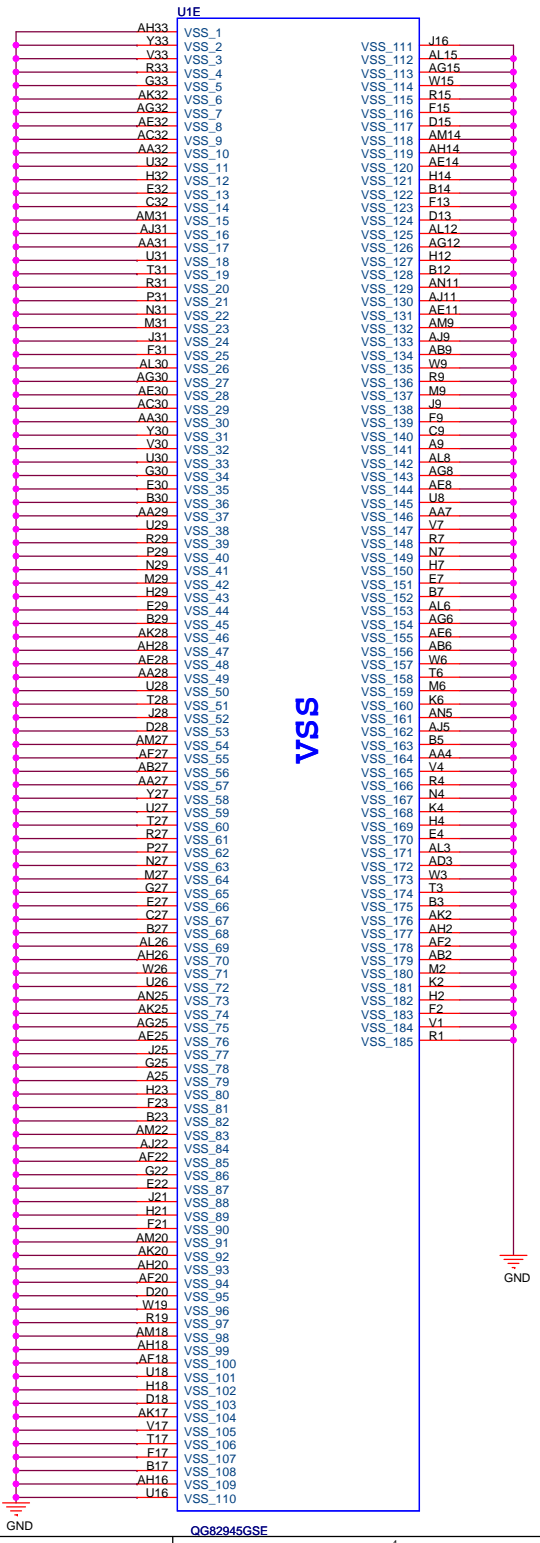 U1E
AH33 VSS_1
Y33 VSS_2
V33 VSS_3
R33 VSS_4
G33 VSS_5
AK32 VSS_6
AG32 VSS_7
AE32 VSS_8
AC32 VSS_9
AA32 VSS_10
U32 VSS_11
H32 VSS_12
E32 VSS_13
C32 VSS_14
AM31 VSS_15
AJ31 VSS_16
AA31 VSS_17
U31 VSS_18
T31 VSS_19
R31 VSS_20
P31 VSS_21
N31 VSS_22
M31 VSS_23
J31 VSS_24
F31 VSS_25
AL30 VSS_26
AG30 VSS_27
AE30 VSS_28
AC30 VSS_29
AA30 VSS_30
Y30 VSS_31
V30 VSS_32
U30 VSS_33
G30 VSS_34
E30 VSS_35
B30 VSS_36
AA29 VSS_37
U29 VSS_38
R29 VSS_39
P29 VSS_40
N29 VSS_41
M29 VSS_42
H29 VSS_43
E29 VSS_44
B29 VSS_45
AK28 VSS_46
AH28 VSS_47
AE28 VSS_48
AA28 VSS_49
U28 VSS_50
T28 VSS_51
J28 VSS_52
D28 VSS_53
AM27 VSS_54
AF27 VSS_55
AB27 VSS_56
AA27 VSS_57
Y27 VSS_58
U27 VSS_59
T27 VSS_60
R27 VSS_61
P27 VSS_62
N27 VSS_63
M27 VSS_64
G27 VSS_65
E27 VSS_66
C27 VSS_67
B27 VSS_68
AL26 VSS_69
AH26 VSS_70
W26 VSS_71
U26 VSS_72
AN25 VSS_73
AK25 VSS_74
AG25 VSS_75
AE25 VSS_76
J25 VSS_77
G25 VSS_78
A25 VSS_79
H23 VSS_80
F23 VSS_81
B23 VSS_82
AM22 VSS_83
AJ22 VSS_84
AF22 VSS_85
G22 VSS_86
E22 VSS_87
J21 VSS_88
H21 VSS_89
F21 VSS_90
AM20 VSS_91
AK20 VSS_92
AH20 VSS_93
AF20 VSS_94
D20 VSS_95
W19 VSS_96
R19 VSS_97
AM18 VSS_98
AH18 VSS_99
AF18 VSS_100
U18 VSS_101
H18 VSS_102
D18 VSS_103
AK17 VSS_104
V17 VSS_105
T17 VSS_106
F17 VSS_107
B17 VSS_108
AH16 VSS_109
U16 VSS_110
GND
VSS
VSS_111 J16
VSS_112 AL15
VSS_113 AG15
VSS_114 W15
VSS_115 R15
VSS_116 F15
VSS_117 D15
VSS_118 AM14
VSS_119 AH14
VSS_120 AE14
VSS_121 H14
VSS_122 B14
VSS_123 F13
VSS_124 D13
VSS_125 AL12
VSS_126 AG12
VSS_127 H12
VSS_128 B12
VSS_129 AN11
VSS_130 AJ11
VSS_131 AE11
VSS_132 AM9
VSS_133 AJ9
VSS_134 AB9
VSS_135 W9
VSS_136 R9
VSS_137 M9
VSS_138 J9
VSS_139 F9
VSS_140 C9
VSS_141 A9
VSS_142 AL8
VSS_143 AG8
VSS_144 AE8
VSS_145 U8
VSS_146 AA7
VSS_147 V7
VSS_148 R7
VSS_149 N7
VSS_150 H7
VSS_151 E7
VSS_152 B7
VSS_153 AL6
VSS_154 AG6
VSS_155 AE6
VSS_156 AB6
VSS_157 W6
VSS_158 T6
VSS_159 M6
VSS_160 K6
VSS_161 AN5
VSS_162 AJ5
VSS_163 B5
VSS_164 AA4
VSS_165 V4
VSS_166 R4
VSS_167 N4
VSS_168 K4
VSS_169 H4
VSS_170 E4
VSS_171 AL3
VSS_172 AD3
VSS_173 W3
VSS_174 T3
VSS_175 B3
VSS_176 AK2
VSS_177 AH2
VSS_178 AF2
VSS_179 AB2
VSS_180 M2
VSS_181 K2
VSS_182 H2
VSS_183 F2
VSS_184 V1
VSS_185 R1
GND
QG82945GSE